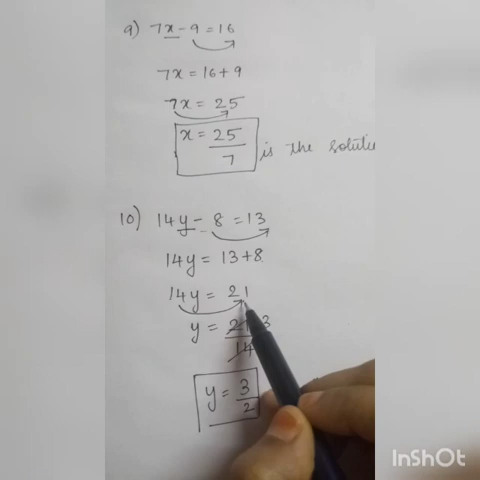 9) 7x - 9 = 16
7x = 16 + 9
7x = 25
x = 25/7 is the
10) 14y - 8 = 13
14y = 13 + 8
14y = 21
y = 21/14 3
y = 3/2
InShOt